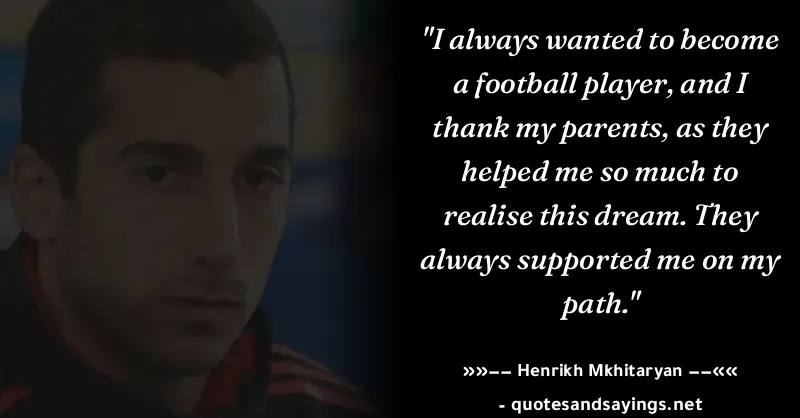 "I always wanted to become
a football player, and I
thank my parents, as they
helped me so much to
realise this dream. They
always supported me on my
path."
»»–– Henrikh Mkhitaryan ––««
- quotesandsayings.net